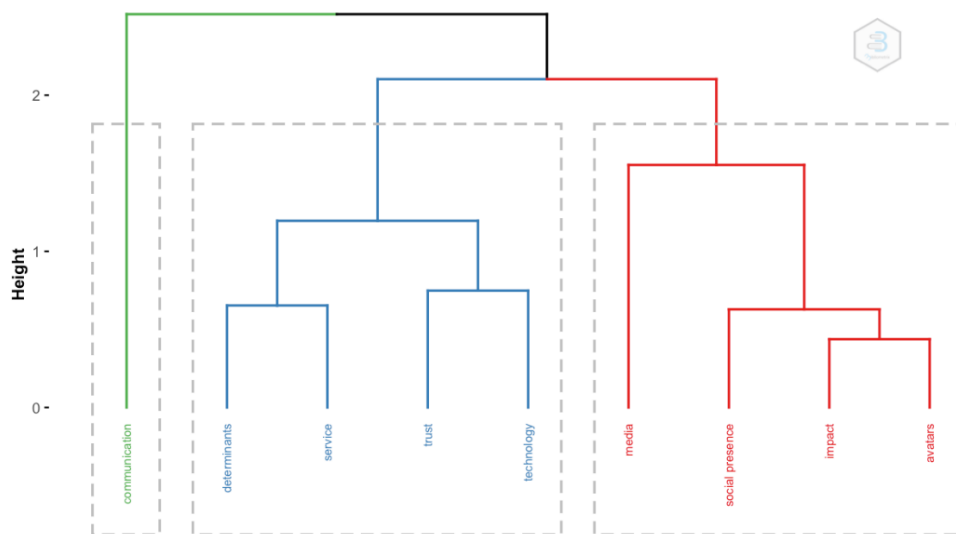 2
1
0
Height
communication
determinants
service
trust
technology
media
social presence
impact
avatars